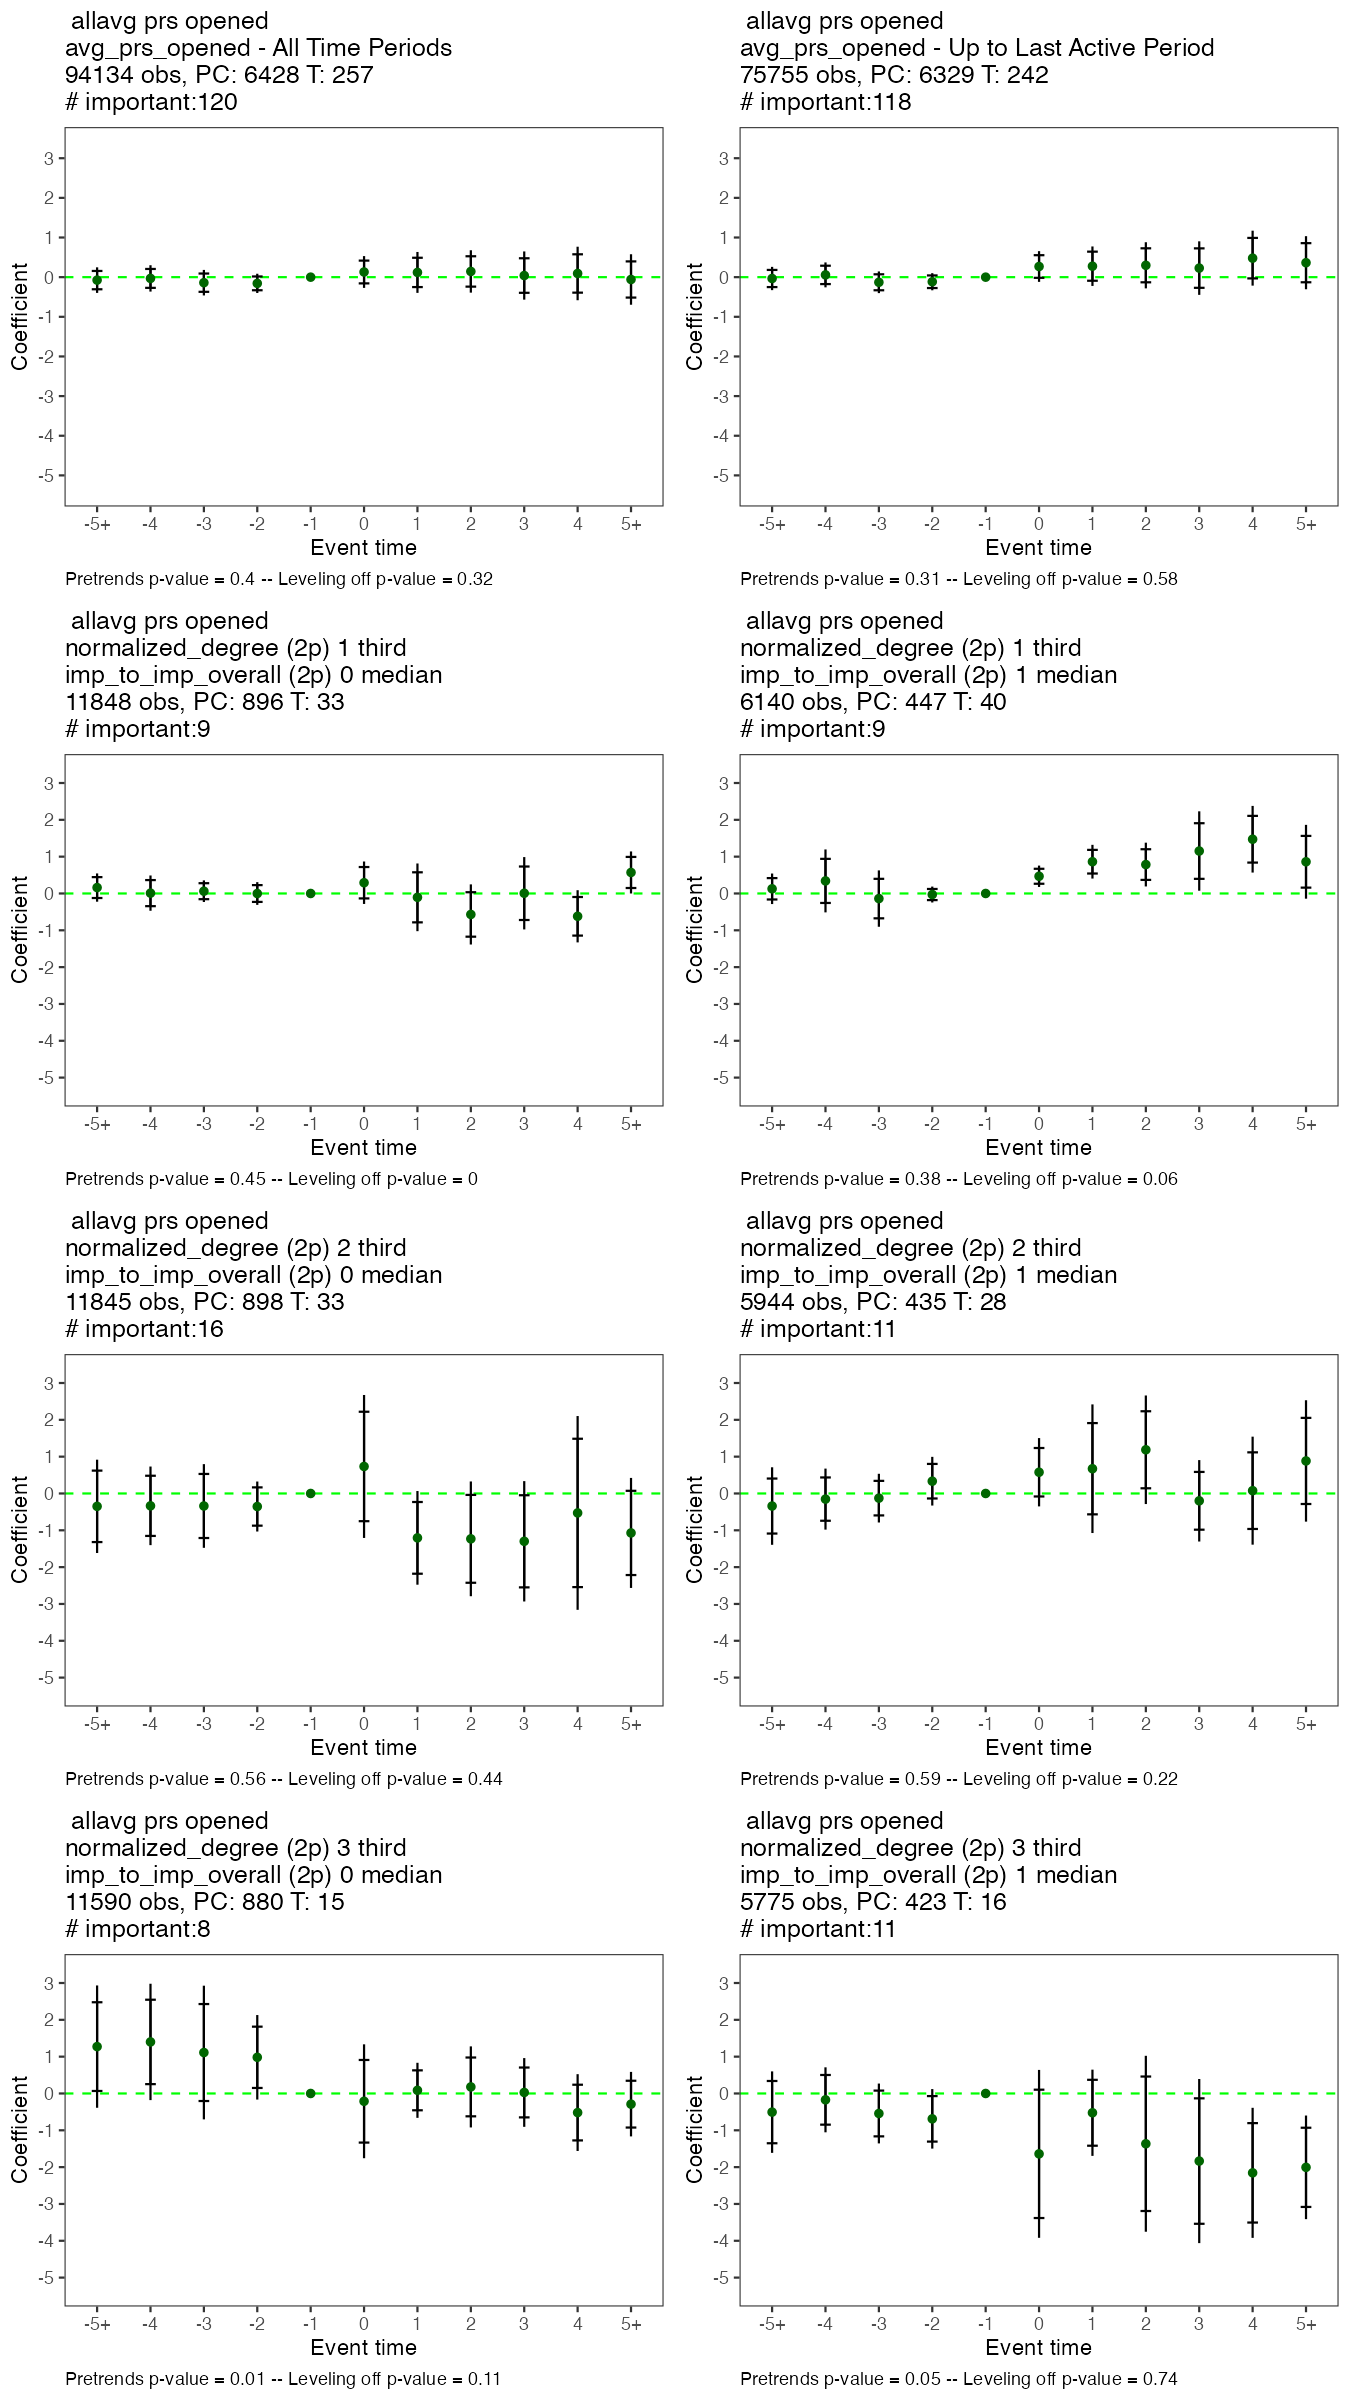 allavg prs opened
avg_prs_opened - All Time Periods
94134 obs, PC: 6428 T: 257
# important:120
3
2
1
0
-1
-2
-3
-4
-5
Coefficient
-5+ -4 -3 -2 -1 0 1 2 3 4 5+
Event time
Pretrends p-value = 0.4 -- Leveling off p-value = 0.32
allavg prs opened
avg_prs_opened - Up to Last Active Period
75755 obs, PC: 6329 T: 242
# important:118
3
2
1
0
-1
-2
-3
-4
-5
Coefficient
-5+ -4 -3 -2 -1 0 1 2 3 4 5+
Event time
Pretrends p-value = 0.31 -- Leveling off p-value = 0.58
allavg prs opened
normalized_degree (2p) 1 third
imp_to_imp_overall (2p) 0 median
11848 obs, PC: 896 T: 33
# important:9
3
2
1
0
-1
-2
-3
-4
-5
Coefficient
-5+ -4 -3 -2 -1 0 1 2 3 4 5+
Event time
Pretrends p-value = 0.45 -- Leveling off p-value = 0
allavg prs opened
normalized_degree (2p) 1 third
imp_to_imp_overall (2p) 1 median
6140 obs, PC: 447 T: 40
# important:9
3
2
1
0
-1
-2
-3
-4
-5
Coefficient
-5+ -4 -3 -2 -1 0 1 2 3 4 5+
Event time
Pretrends p-value = 0.38 -- Leveling off p-value = 0.06
allavg prs opened
normalized_degree (2p) 2 third
imp_to_imp_overall (2p) 0 median
11845 obs, PC: 898 T: 33
# important:16
3
2
1
0
-1
-2
-3
-4
-5
Coefficient
-5+ -4 -3 -2 -1 0 1 2 3 4 5+
Event time
Pretrends p-value = 0.56 -- Leveling off p-value = 0.44
allavg prs opened
normalized_degree (2p) 2 third
imp_to_imp_overall (2p) 1 median
5944 obs, PC: 435 T: 28
# important:11
3
2
1
0
-1
-2
-3
-4
-5
Coefficient
-5+ -4 -3 -2 -1 0 1 2 3 4 5+
Event time
Pretrends p-value = 0.59 -- Leveling off p-value = 0.22
allavg prs opened
normalized_degree (2p) 3 third
imp_to_imp_overall (2p) 0 median
11590 obs, PC: 880 T: 15
# important:8
3
2
1
0
-1
-2
-3
-4
-5
Coefficient
-5+ -4 -3 -2 -1 0 1 2 3 4 5+
Event time
Pretrends p-value = 0.01 -- Leveling off p-value = 0.11
allavg prs opened
normalized_degree (2p) 3 third
imp_to_imp_overall (2p) 1 median
5775 obs, PC: 423 T: 16
# important:11
3
2
1
0
-1
-2
-3
-4
-5
Coefficient
-5+ -4 -3 -2 -1 0 1 2 3 4 5+
Event time
Pretrends p-value = 0.05 -- Leveling off p-value = 0.74